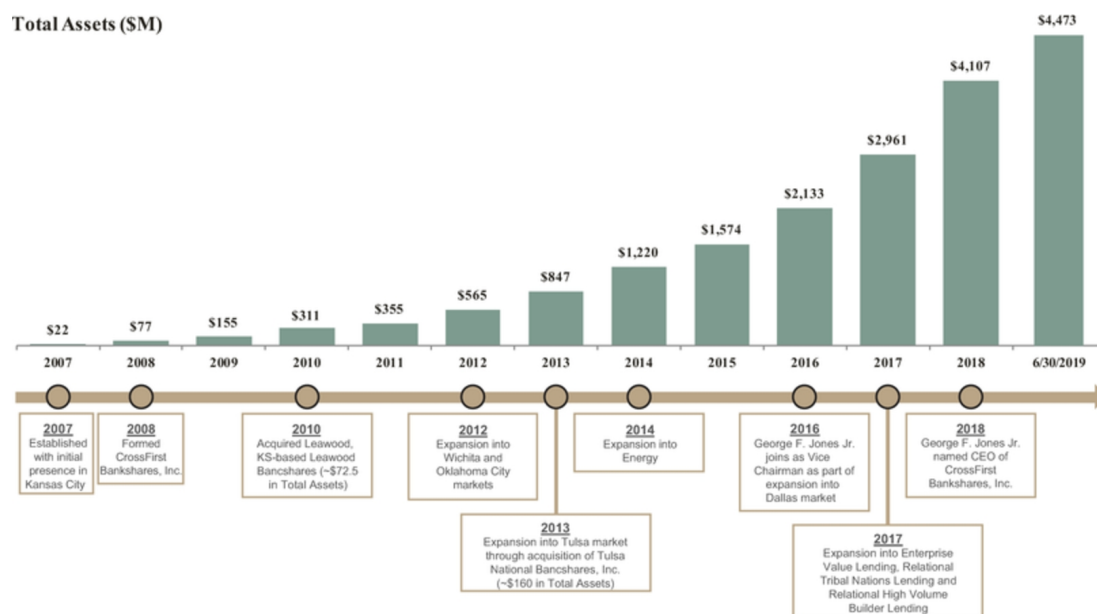 Total Assets ($M)
$22
$77
$155
$311
$355
$565
$847
$1,220
$1,574
$2,133
$2,961
$4,107
$4,473
2007
2008
2009
2010
2011
2012
2013
2014
2015
2016
2017
2018
6/30/2019
2007
Established
with initial
presence in
Kansas City
2008
Formed
CrossFirst
Bankshares, Inc.
2010
Acquired Leawood,
KS-based Leawood
Bancshares (~$72.5
in Total Assets)
2012
Expansion into
Wichita and
Oklahoma City
markets
2013
Expansion into Tulsa market
through acquisition of Tulsa
National Bancshares, Inc.
(~$160 in Total Assets)
2014
Expansion into
Energy
2016
George F. Jones Jr.
joins as Vice
Chairman as part of
expansion into
Dallas market
2017
Expansion into Enterprise
Value Lending, Relational
Tribal Nations Lending and
Relational High Volume
Builder Lending
2018
George F. Jones Jr.
named CEO of
CrossFirst
Bankshares, Inc.